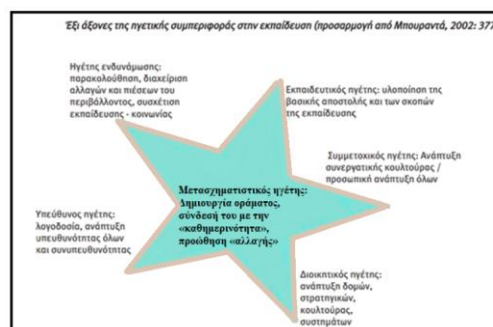 Έξι άξονες της ηγετικής συμπεριφοράς στην εκπαίδευση (προσαρμογή από Μπουραντά, 2002: 377
Ηγέτης ενδυνάμωσης:
παρακολούθηση, διαχείριση
αλλαγών και πιέσεων του
περιβάλλοντος, συσχέτιση
εκπαίδευσης - κοινωνίας
Εκπαιδευτικός ηγέτης: υλοποίηση της
βασικής αποστολής και των σκοπών
της εκπαίδευσης
Συμμετοχικός ηγέτης: Ανάπτυξη
συνεργατικής κουλτούρας /
προσωπική ανάπτυξη όλων
Μετασχηματιστικός ηγέτης:
Δημιουργία οράματος,
σύνδεσή του με την
«καθημερινότητα»,
προώθηση «αλλαγής»
Υπεύθυνος ηγέτης:
λογοδοσία, ανάπτυξη
υπευθυνότητας όλων
και συνυπευθυνότητας
Διοικητικός ηγέτης:
ανάπτυξη δομών,
στρατηγικών,
κουλτούρας,
συστημάτων